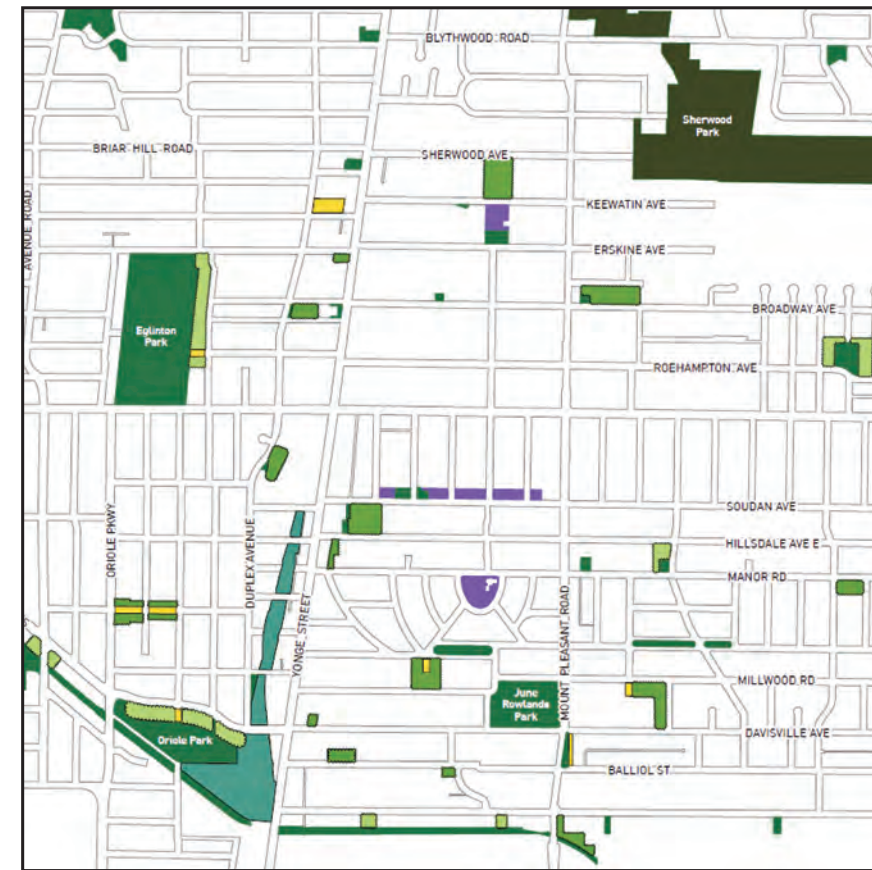 BLYTHWOOD ROAD
Sherwood
Park
BRIAR HILL ROAD
SHERWOOD AVE
AVENUE ROAD
KEEWATIN AVE
ERSKINE AVE
Eglinton
Park
BROADWAY AVE
ROEHAMPTON AVE
SOUDAN AVE
ORIOLE PKWY
DUPLEX AVENUE
HILLSDALE AVE E
MANOR RD
YONGE STREET
MOUNT PLEASANT ROAD
June
Rowlands
Park
MILLWOOD RD
Oriole Park
DAVISVILLE AVE
BALLIOL ST